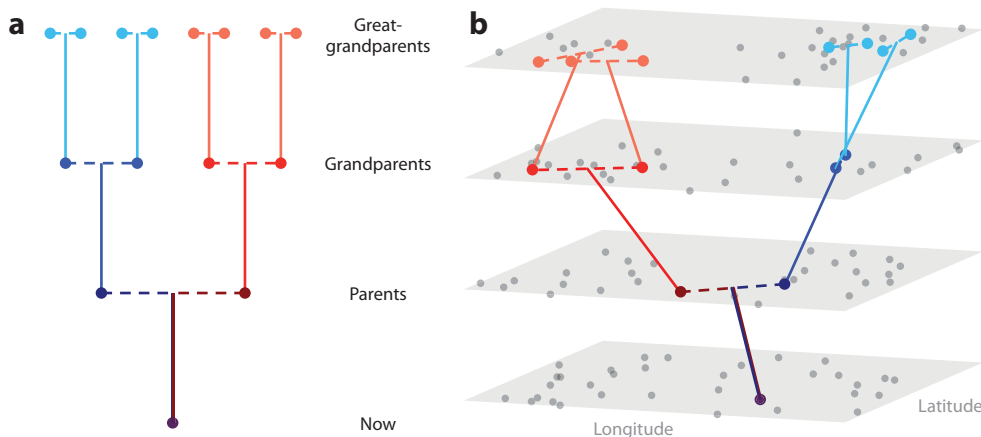 a
Great-
grandparents
Grandparents
Parents
Now
b
Longitude
Latitude